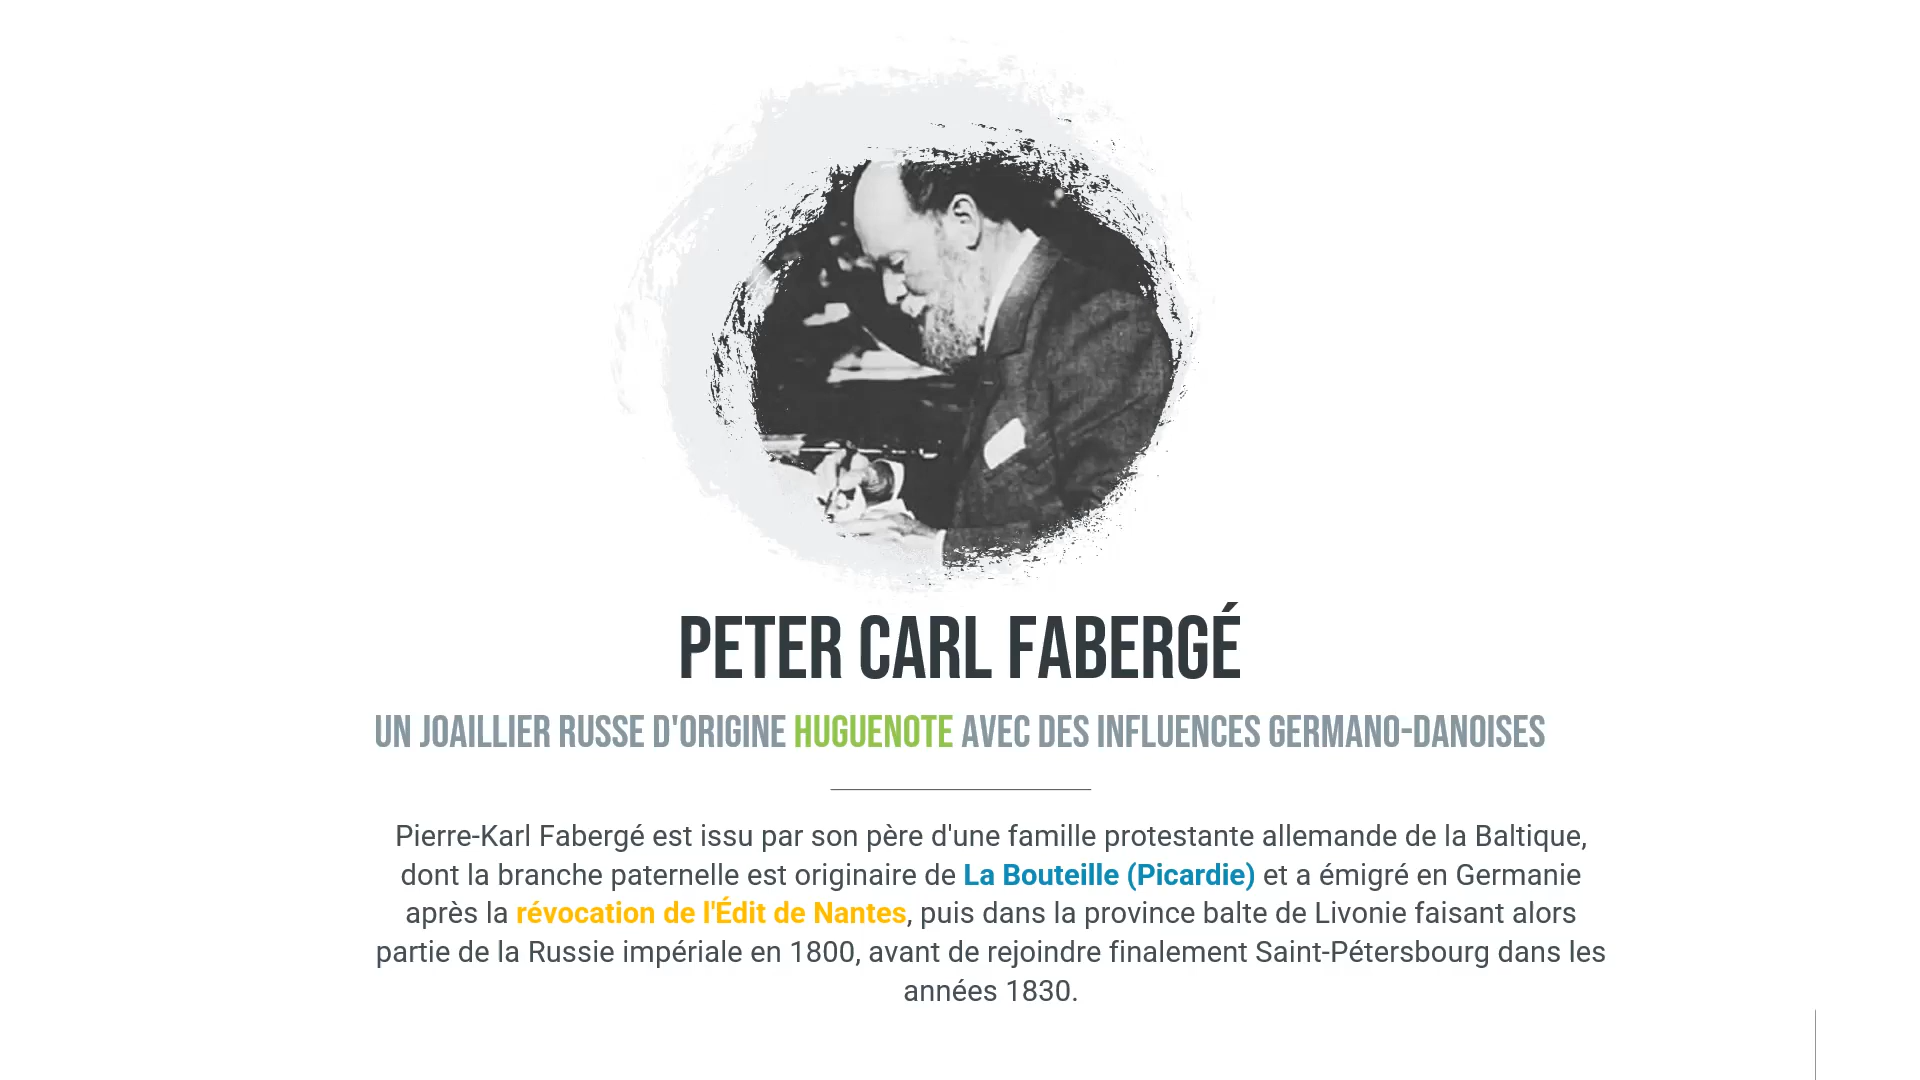 PETER CARL FABERGÉ
UN JOAILLIER RUSSE D'ORIGINE HUGUENOTE AVEC DES INFLUENCES GERMANO-DANOISES
Pierre-Karl Fabergé est issu par son père d'une famille protestante allemande de la Baltique,
dont la branche paternelle est originaire de La Bouteille (Picardie) et a émigré en Germanie
après la révocation de l'Édit de Nantes, puis dans la province balte de Livonie faisant alors
partie de la Russie impériale en 1800, avant de rejoindre finalement Saint-Pétersbourg dans les
années 1830.